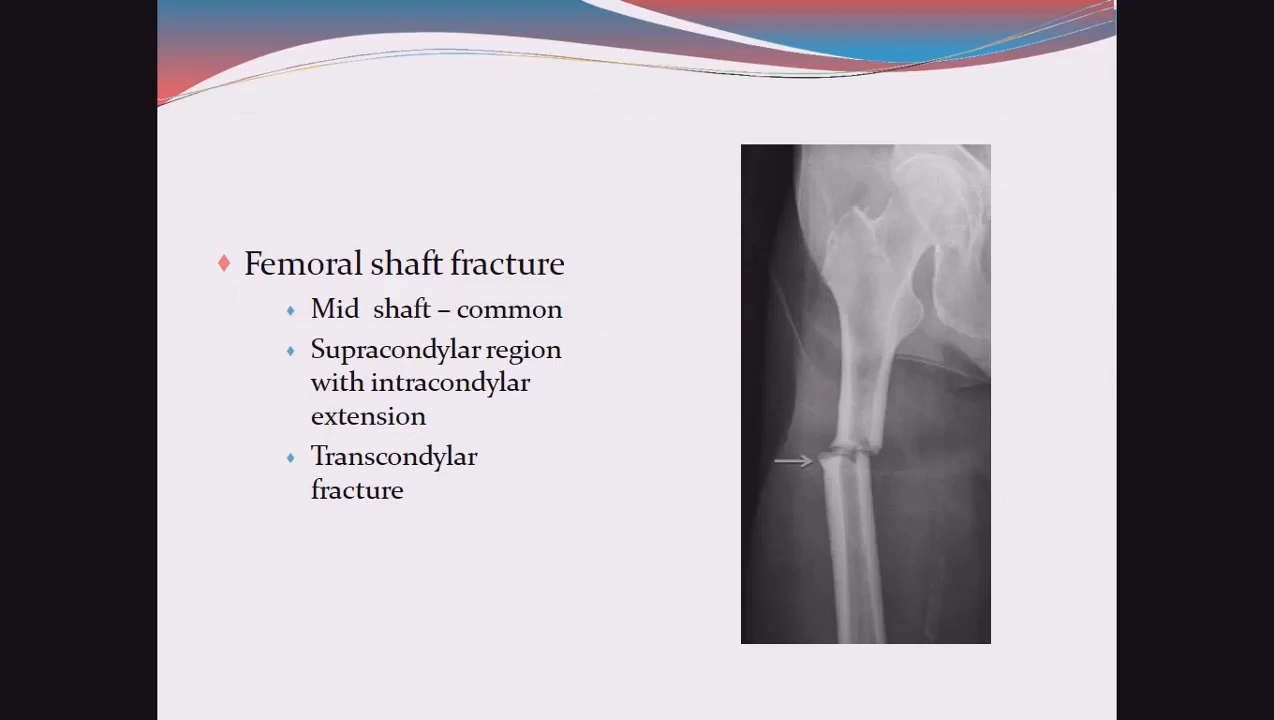 Femoral shaft fracture
Mid shaft – common
Supracondylar region
with intracondylar
extension
Transcondylar
fracture